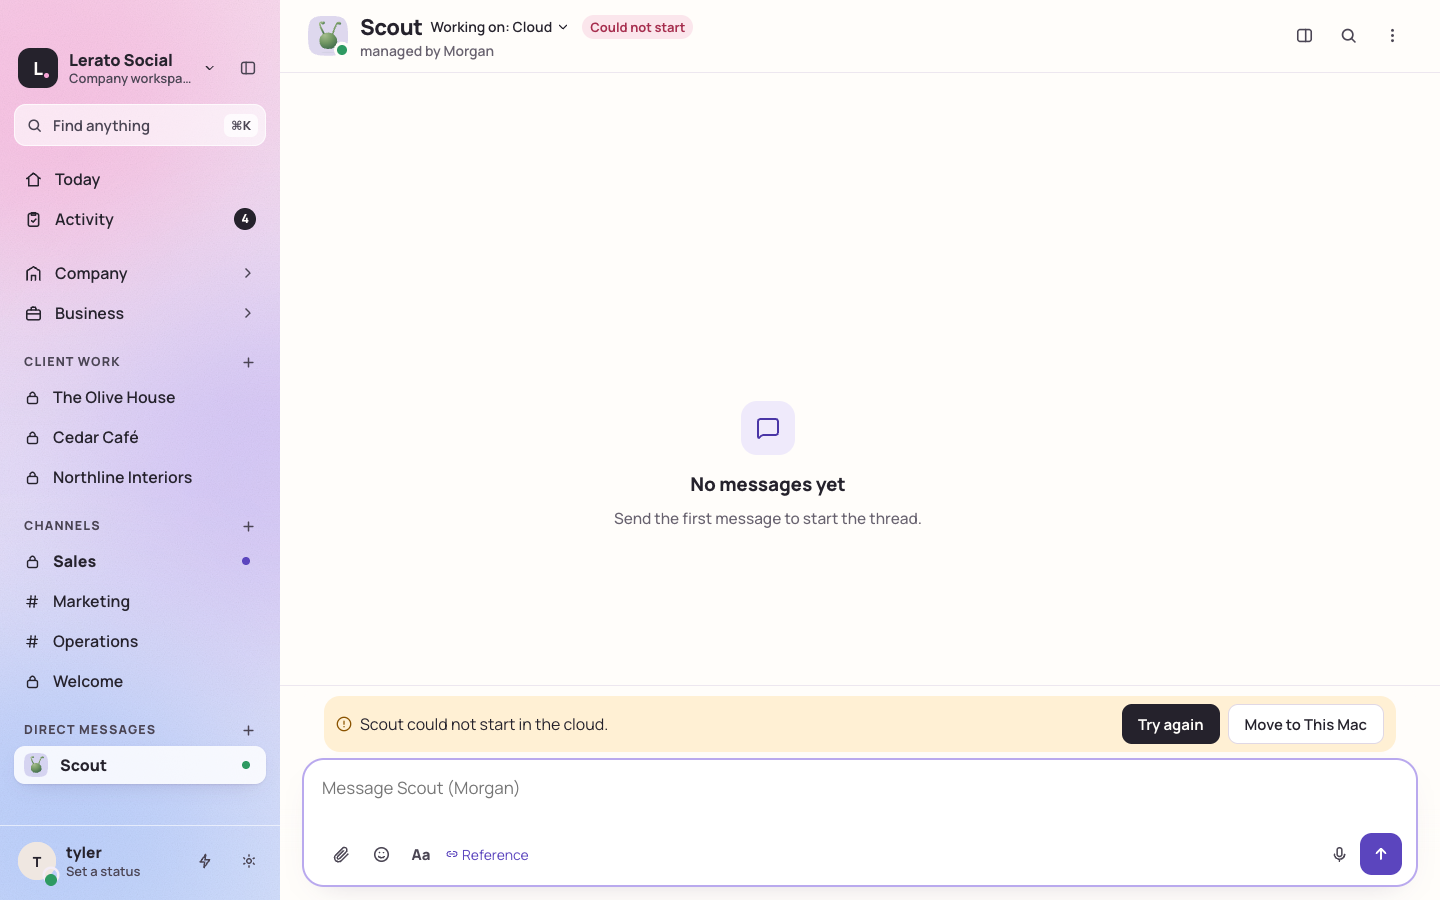 L.
Lerato Social
Company workspa...
Find anything
⌘K
Today
Activity
4
Company
Business
CLIENT WORK
The Olive House
Cedar Café
Northline Interiors
CHANNELS
Sales
Marketing
Operations
Welcome
DIRECT MESSAGES
Scout
T
tyler
Set a status
Scout
Working on: Cloud
Could not start
managed by Morgan
No messages yet
Send the first message to start the thread.
Scout could not start in the cloud.
Try again
Move to This Mac
Message Scout (Morgan)
Aa
Reference